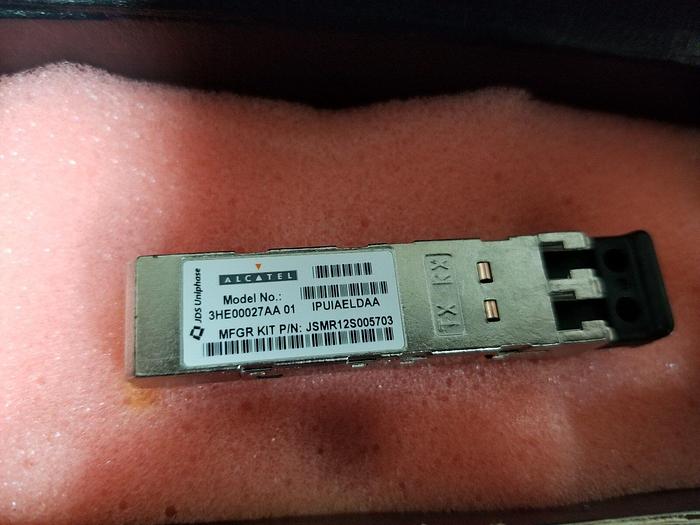 JDS Uniphase
ALCATEL
Model No.:
3HE00027AA 01 IPUIAELDAA
MFGR KIT P/N: JSMR12S005703
TX RX